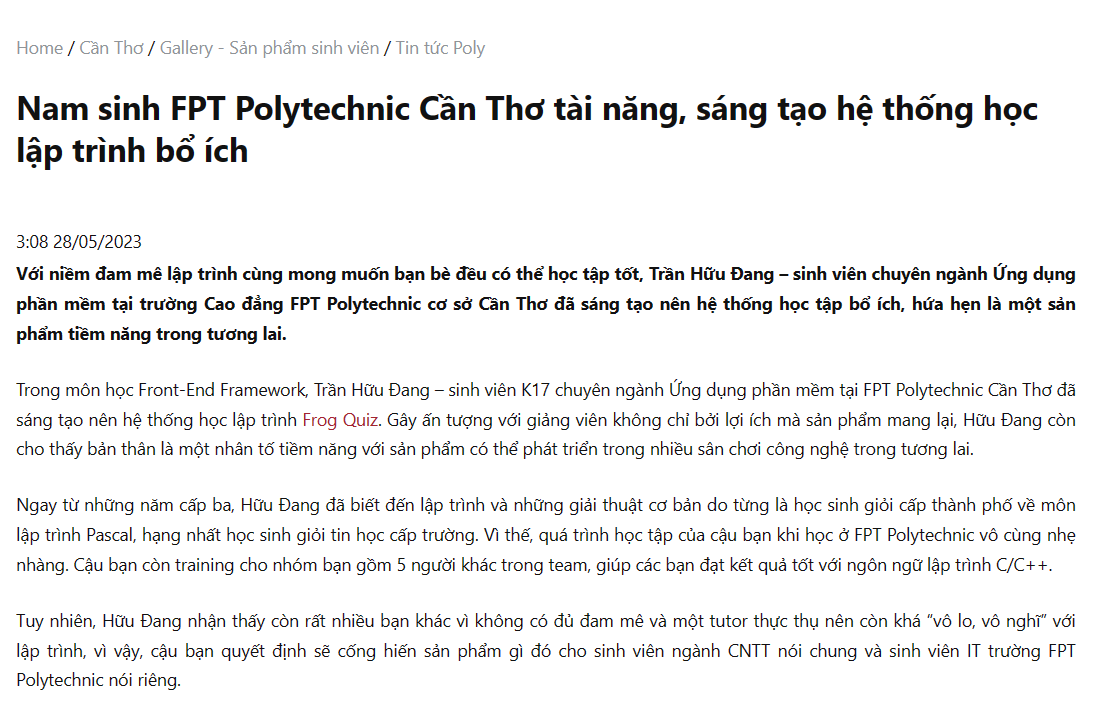 Home / Cần Thơ / Gallery - Sản phẩm sinh viên / Tin tức Poly
Nam sinh FPT Polytechnic Cần Thơ tài năng, sáng tạo hệ thống học
lập trình bổ ích
3:08 28/05/2023
Với niềm đam mê lập trình cùng mong muốn bạn bè đều có thể học tập tốt, Trần Hữu Đang – sinh viên chuyên ngành Ứng dụng
phần mềm tại trường Cao đẳng FPT Polytechnic cơ sở Cần Thơ đã sáng tạo nên hệ thống học tập bổ ích, hứa hẹn là một sản
phẩm tiềm năng trong tương lai.
Trong môn học Front-End Framework, Trần Hữu Đang – sinh viên K17 chuyên ngành Ứng dụng phần mềm tại FPT Polytechnic Cần Thơ đã
sáng tạo nên hệ thống học lập trình Frog Quiz. Gây ấn tượng với giảng viên không chỉ bởi lợi ích mà sản phẩm mang lại, Hữu Đang còn
cho thấy bản thân là một nhân tố tiềm năng với sản phẩm có thể phát triển trong nhiều sân chơi công nghệ trong tương lai.
Ngay từ những năm cấp ba, Hữu Đang đã biết đến lập trình và những giải thuật cơ bản do từng là học sinh giỏi cấp thành phố về môn
lập trình Pascal, hạng nhất học sinh giỏi tin học cấp trường. Vì thế, quá trình học tập của cậu bạn khi học ở FPT Polytechnic vô cùng nhẹ
nhàng. Cậu bạn còn training cho nhóm bạn gồm 5 người khác trong team, giúp các bạn đạt kết quả tốt với ngôn ngữ lập trình C/C++.
Tuy nhiên, Hữu Đang nhận thấy còn rất nhiều bạn khác vì không có đủ đam mê và một tutor thực thụ nên còn khá “vô lo, vô nghĩ” với
lập trình, vì vậy, cậu bạn quyết định sẽ cống hiến sản phẩm gì đó cho sinh viên ngành CNTT nói chung và sinh viên IT trường FPT
Polytechnic nói riêng.